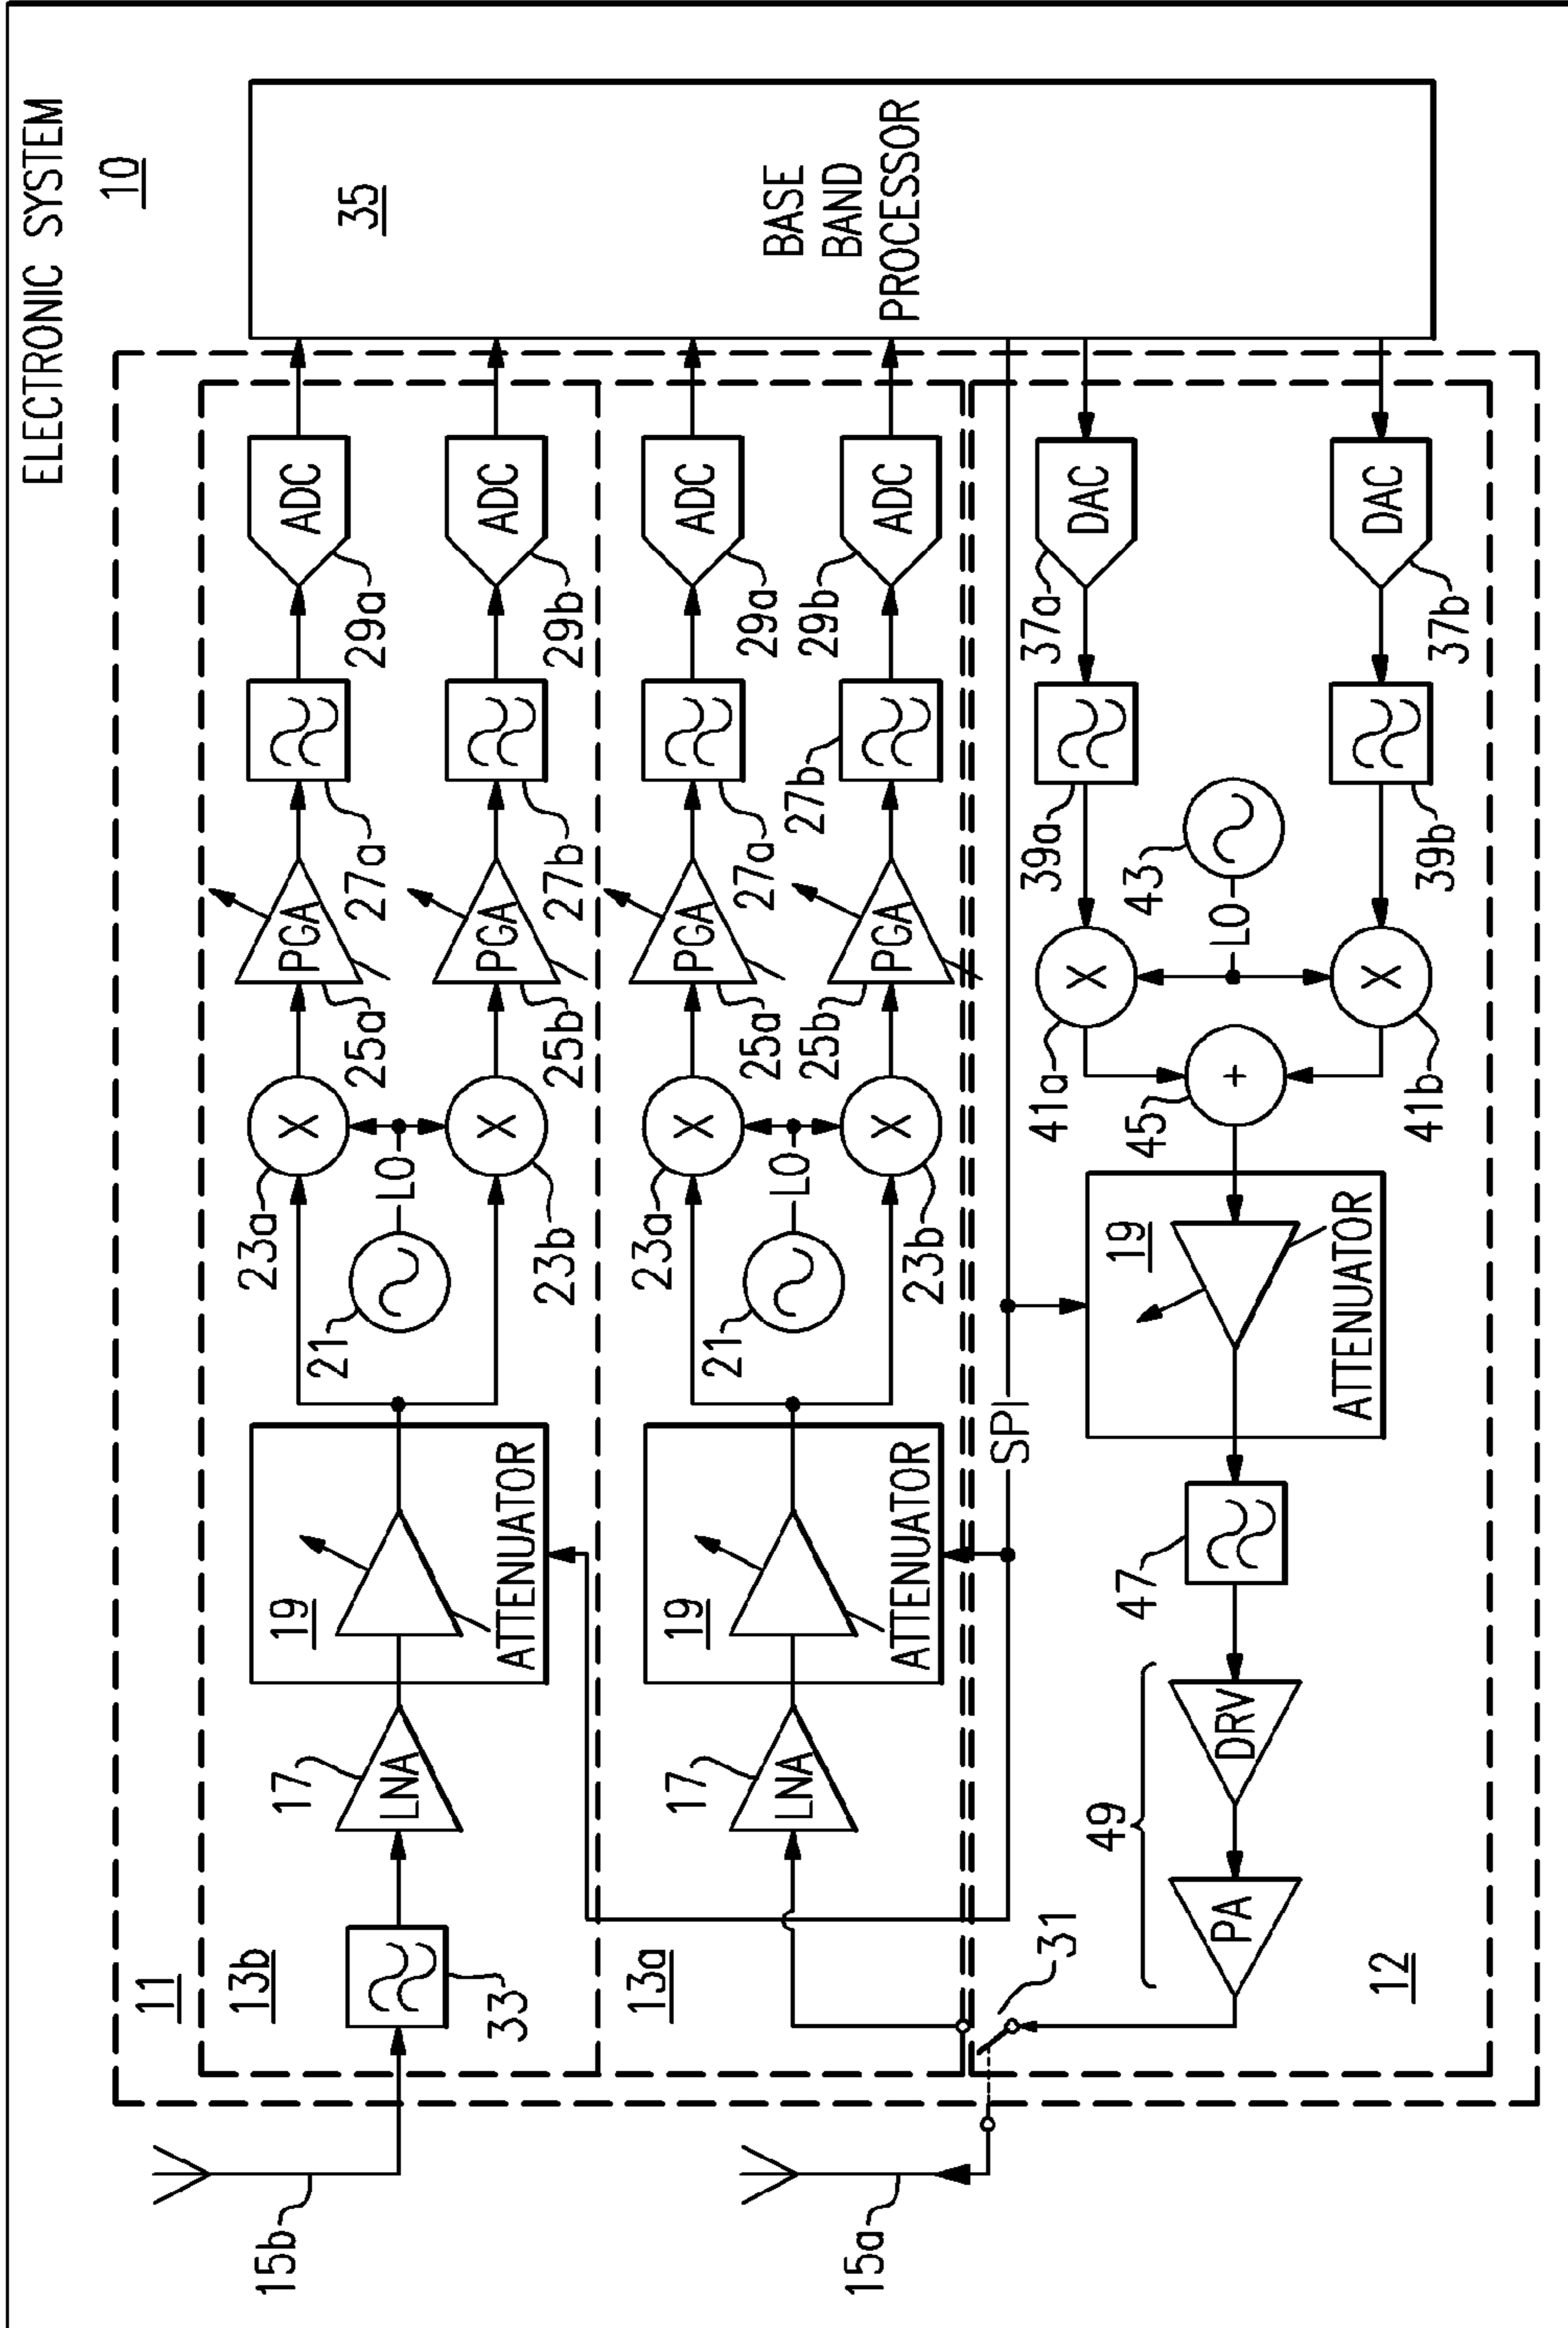 ELECTRONIC SYSTEM
10
11
13b
15b
33
17
LNA
19
ATTENUATOR
21
LO
23a
X
23b
X
25a
PGA
25b
PGA
27a
27b
29a
ADC
29b
ADC
35
BASE
BAND
PROCESSOR
13a
15a
31
17
LNA
19
ATTENUATOR
21
LO
23a
X
23b
X
25a
PGA
25b
PGA
27a
27b
29a
ADC
29b
ADC
SPI
12
49
PA
DRV
47
19
ATTENUATOR
45
+
41a
X
41b
X
LO
43
39a
39b
37a
DAC
37b
DAC